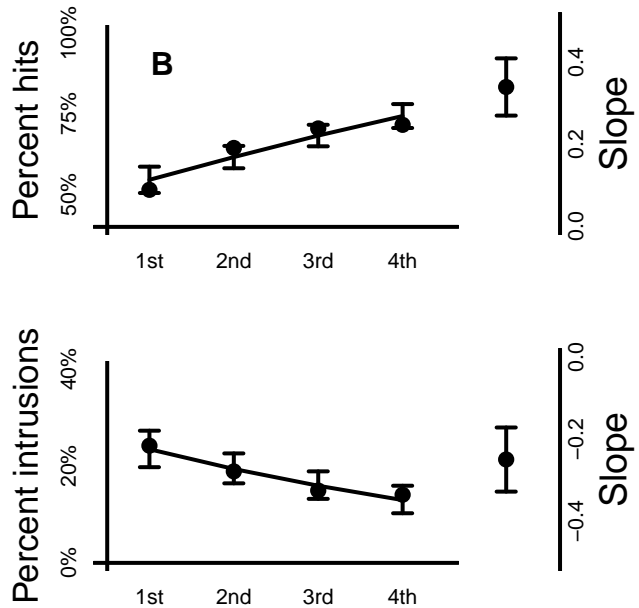 B
Percent hits
100%
75%
50%
1st 2nd 3rd 4th
0.4
0.2
0.0
Slope
Percent intrusions
40%
20%
0%
1st 2nd 3rd 4th
0.0
−0.2
−0.4
Slope